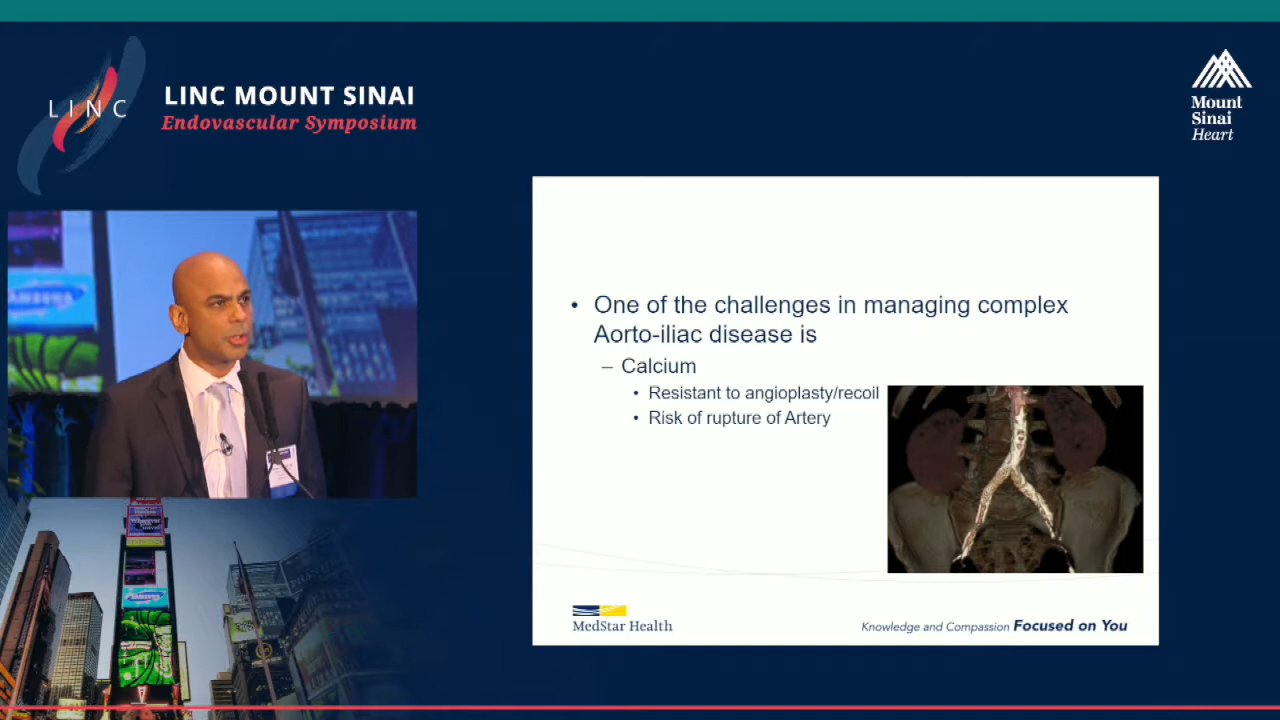 LINC
LINC MOUNT SINAI
Endovascular Symposium
Mount
Sinai
Heart
SAMSUNG
• One of the challenges in managing complex
Aorto-iliac disease is
– Calcium
• Resistant to angioplasty/recoil
• Risk of rupture of Artery
MedStar Health
Knowledge and Compassion Focused on You